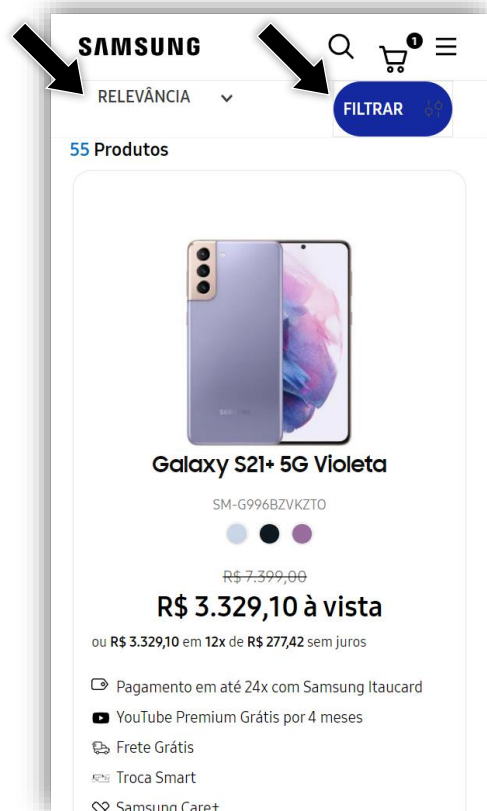 SAMSUNG
1
RELEVÂNCIA
FILTRAR
55 Produtos
Galaxy S21+ 5G Violeta
SM-G996BZVKZTO
R$ 7.399,00
R$ 3.329,10 à vista
ou R$ 3.329,10 em 12x de R$ 277,42 sem juros
Pagamento em até 24x com Samsung Itaucard
YouTube Premium Grátis por 4 meses
Frete Grátis
Troca Smart
Samsung Care+